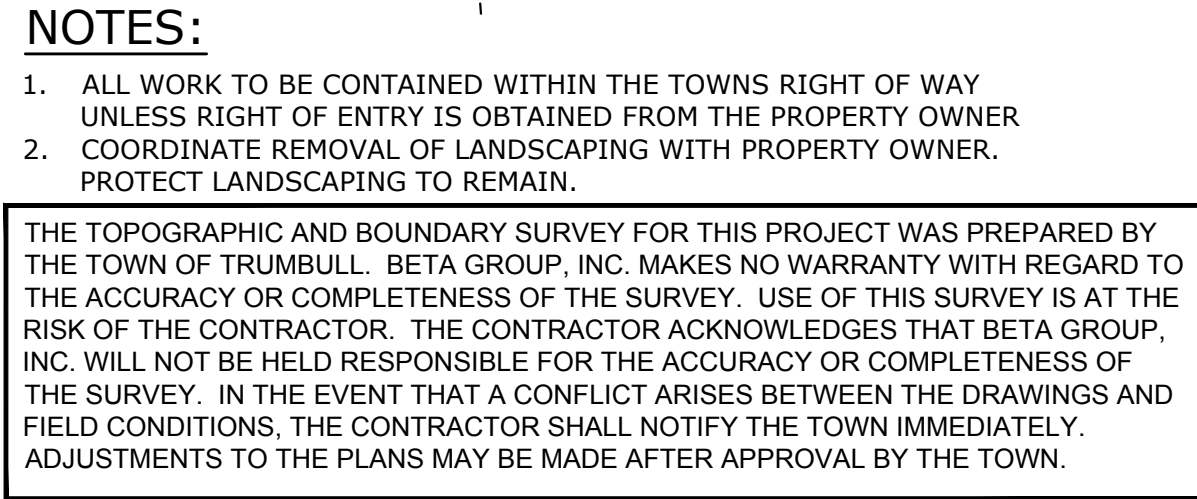 NOTES:
1. ALL WORK TO BE CONTAINED WITHIN THE TOWNS RIGHT OF WAY
UNLESS RIGHT OF ENTRY IS OBTAINED FROM THE PROPERTY OWNER
2. COORDINATE REMOVAL OF LANDSCAPING WITH PROPERTY OWNER.
PROTECT LANDSCAPING TO REMAIN.
THE TOPOGRAPHIC AND BOUNDARY SURVEY FOR THIS PROJECT WAS PREPARED BY
THE TOWN OF TRUMBULL. BETA GROUP, INC. MAKES NO WARRANTY WITH REGARD TO
THE ACCURACY OR COMPLETENESS OF THE SURVEY. USE OF THIS SURVEY IS AT THE
RISK OF THE CONTRACTOR. THE CONTRACTOR ACKNOWLEDGES THAT BETA GROUP,
INC. WILL NOT BE HELD RESPONSIBLE FOR THE ACCURACY OR COMPLETENESS OF
THE SURVEY. IN THE EVENT THAT A CONFLICT ARISES BETWEEN THE DRAWINGS AND
FIELD CONDITIONS, THE CONTRACTOR SHALL NOTIFY THE TOWN IMMEDIATELY.
ADJUSTMENTS TO THE PLANS MAY BE MADE AFTER APPROVAL BY THE TOWN.